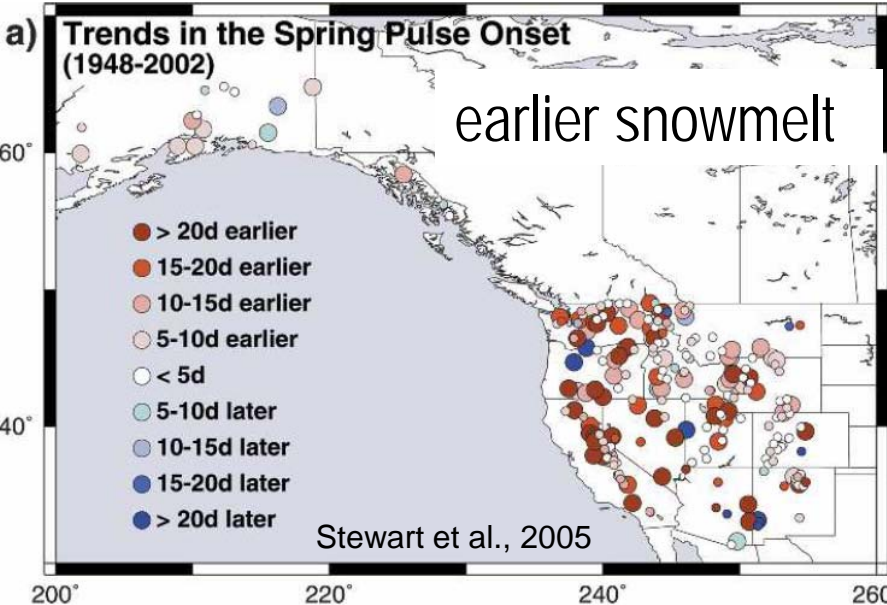 a) Trends in the Spring Pulse Onset
(1948-2002)
earlier snowmelt
60°
> 20d earlier
15-20d earlier
10-15d earlier
5-10d earlier
< 5d
5-10d later
40°
10-15d later
15-20d later
> 20d later
Stewart et al., 2005
200° 220° 240° 260